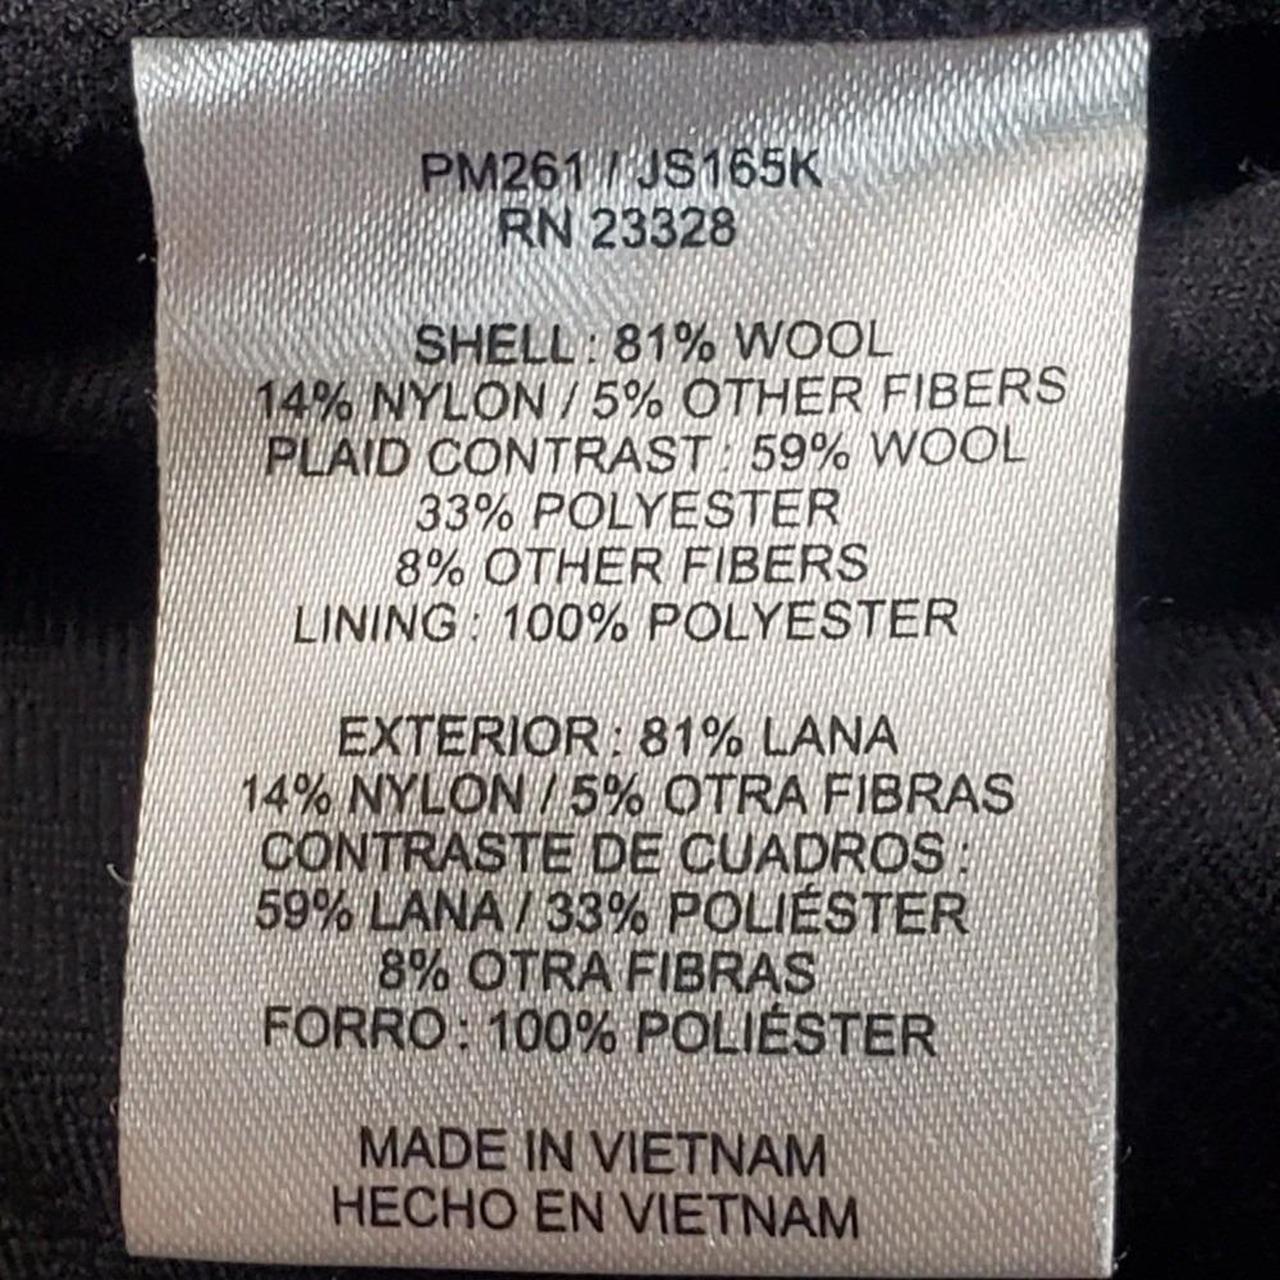 PM261 / JS165K
RN 23328
SHELL : 81% WOOL
14% NYLON / 5% OTHER FIBERS
PLAID CONTRAST : 59% WOOL
33% POLYESTER
8% OTHER FIBERS
LINING : 100% POLYESTER
EXTERIOR : 81% LANA
14% NYLON / 5% OTRA FIBRAS
CONTRASTE DE CUADROS :
59% LANA / 33% POLIÉSTER
8% OTRA FIBRAS
FORRO : 100% POLIÉSTER
MADE IN VIETNAM
HECHO EN VIETNAM